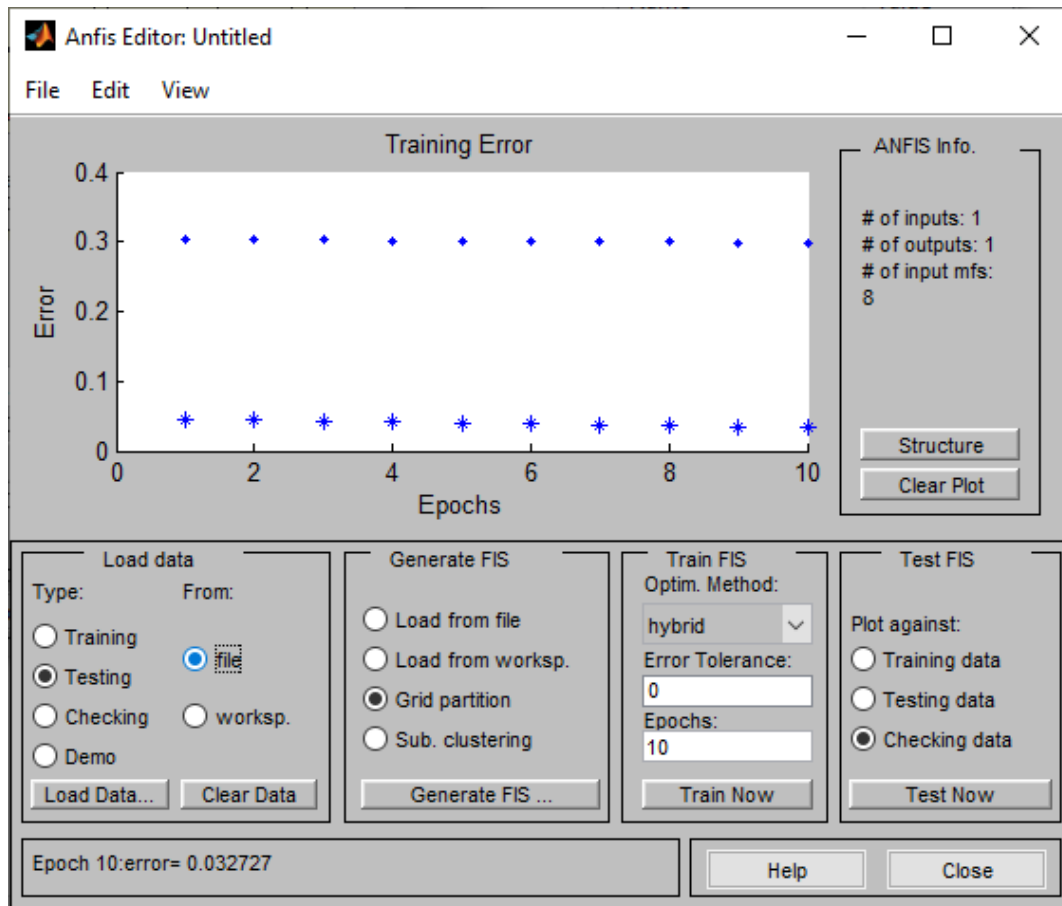 Anfis Editor: Untitled
File Edit View
Training Error
0.4
0.3
0.2
0.1
0
Error
0 2 4 6 8 10
Epochs
ANFIS Info.
# of inputs: 1
# of outputs: 1
# of input mfs:
8
Structure
Clear Plot
Load data
Type: From:
Training
file
Testing
Checking
worksp.
Demo
Load Data... Clear Data
Generate FIS
Load from file
Load from worksp.
Grid partition
Sub. clustering
Generate FIS ...
Train FIS
Optim. Method:
hybrid
Error Tolerance:
0
Epochs:
10
Train Now
Test FIS
Plot against:
Training data
Testing data
Checking data
Test Now
Epoch 10:error= 0.032727
Help Close